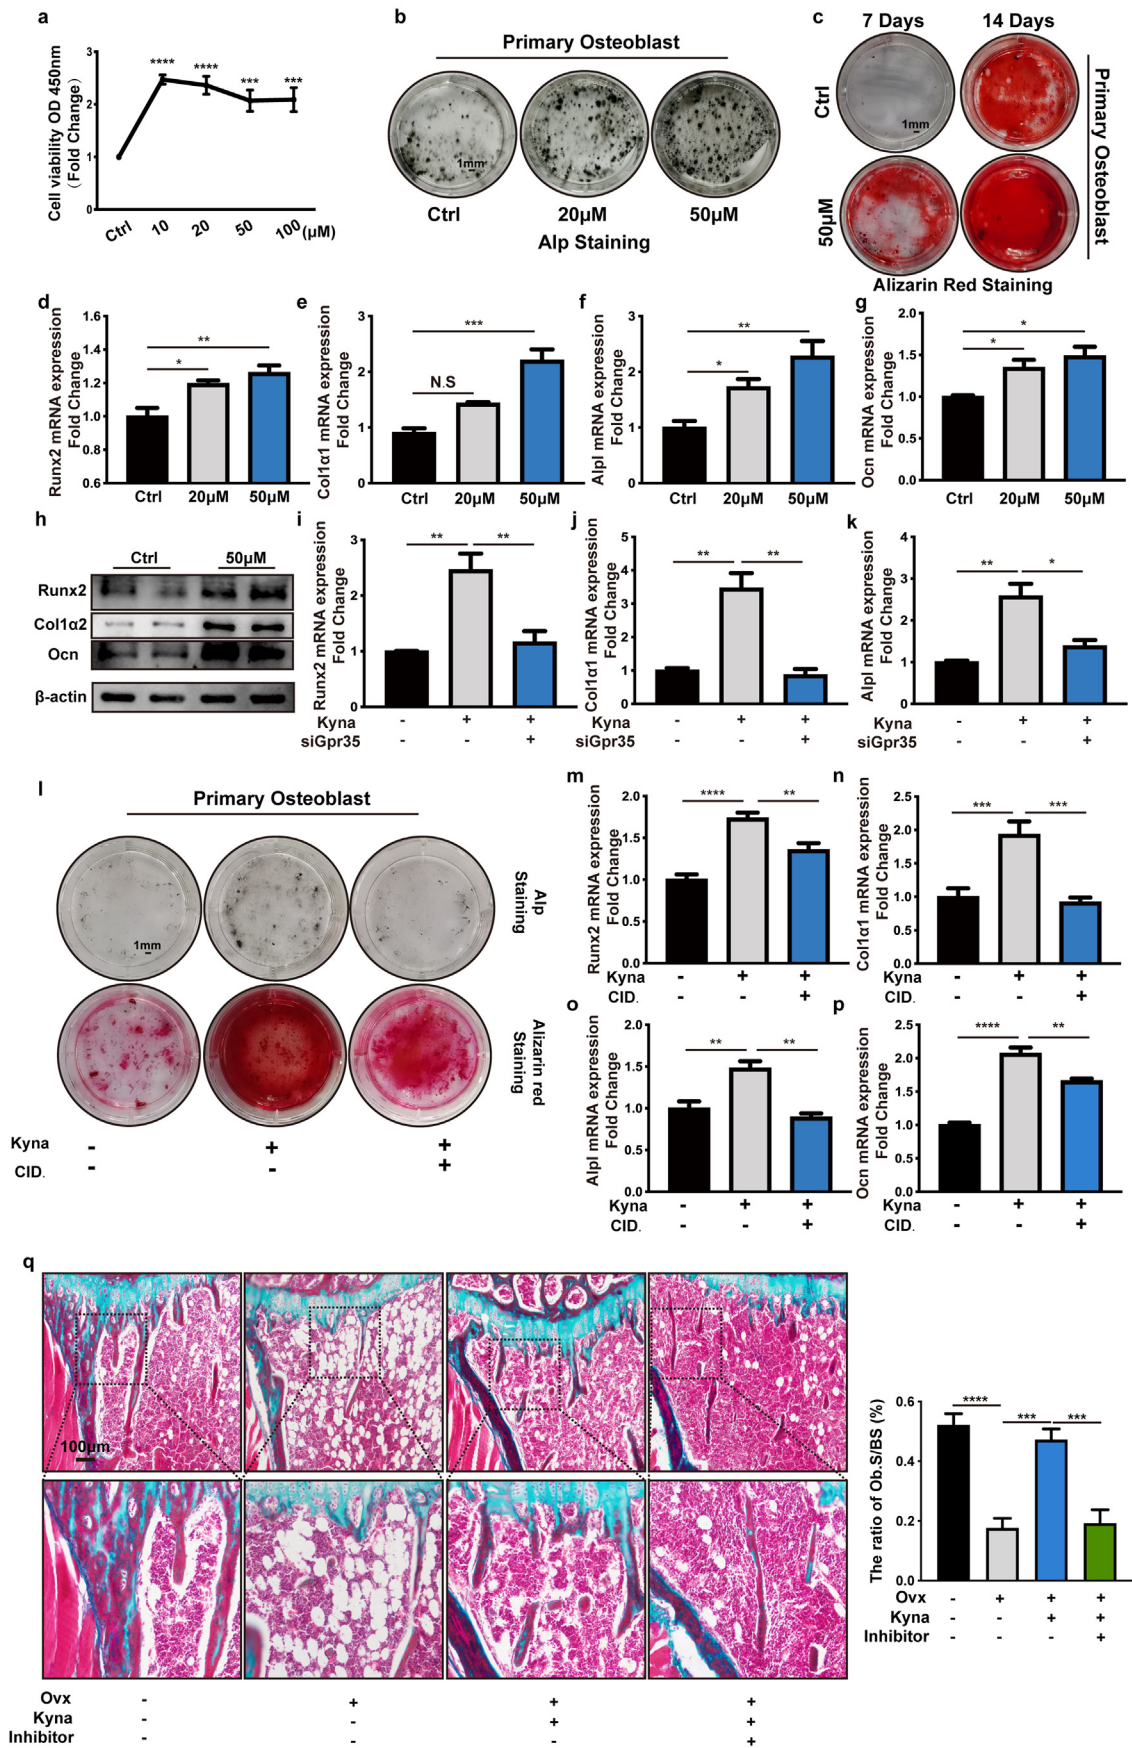 a
Cell viability OD 450nm
(Fold Change)
3
2
1
0
****
****
***
***
Ctrl
10
20
50
100
(μM)
b
Primary Osteoblast
1mm
Ctrl
20μM
50μM
Alp Staining
c
7 Days
14 Days
Ctrl
50μM
1mm
Primary Osteoblast
Alizarin Red Staining
d
Runx2 mRNA expression
Fold Change
1.6
1.4
1.2
1.0
0.8
0.6
**
*
Ctrl
20μM
50μM
e
Col1α1 mRNA expression
Fold Change
3
2
1
0
***
N.S
Ctrl
20μM
50μM
f
Alpl mRNA expression
Fold Change
3
2
1
0
**
*
Ctrl
20μM
50μM
g
Ocn mRNA expression
Fold Change
2.0
1.5
1.0
0.5
0.0
*
*
Ctrl
20μM
50μM
h
Ctrl
50μM
Runx2
Col1α2
Ocn
β-actin
i
Runx2 mRNA expression
Fold Change
3
2
1
0
**
**
Kyna - + +
siGpr35 - - +
j
Col1α1 mRNA expression
Fold Change
5
4
3
2
1
0
**
**
- + +
- - +
k
Alpl mRNA expression
Fold Change
4
3
2
1
0
**
*
Kyna - + +
siGpr35 - - +
l
Primary Osteoblast
1mm
Alp
Staining
Alizarin red
Staining
Kyna - + +
CID. - - +
m
Runx2 mRNA expression
Fold Change
2.0
1.5
1.0
0.5
0.0
****
**
Kyna - + +
CID. - - +
n
Col1α1 mRNA expression
Fold Change
2.5
2.0
1.5
1.0
0.5
0.0
***
***
Kyna - + +
CID. - - +
o
Alpl mRNA expression
Fold Change
2.0
1.5
1.0
0.5
0.0
**
**
Kyna - + +
CID. - - +
p
Ocn mRNA expression
Fold Change
2.5
2.0
1.5
1.0
0.5
0.0
****
**
Kyna - + +
CID. - - +
q
100μm
Ovx - + + +
Kyna - - + +
Inhibitor - - - +
The ratio of Ob.S/BS (%)
0.6
0.4
0.2
0.0
****
***
***
Ovx - + + +
Kyna - - + +
Inhibitor - - - +